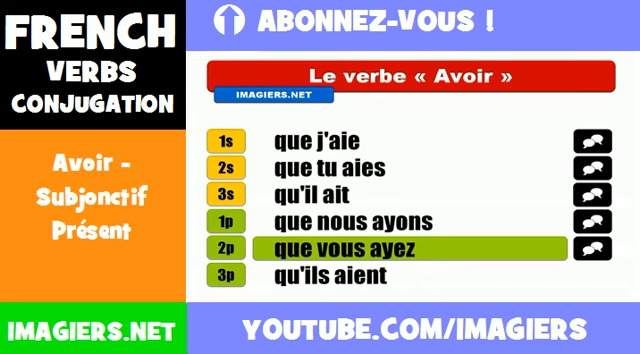 FRENCH
VERBS
CONJUGATION
Avoir -
Subjonctif
Présent
IMAGIERS.NET
ABONNEZ-VOUS !
Le verbe « Avoir »
IMAGIERS.NET
1s que j'aie
2s que tu aies
3s qu'il ait
1p que nous ayons
2p que vous ayez
3p qu'ils aient
YOUTUBE.COM/IMAGIERS